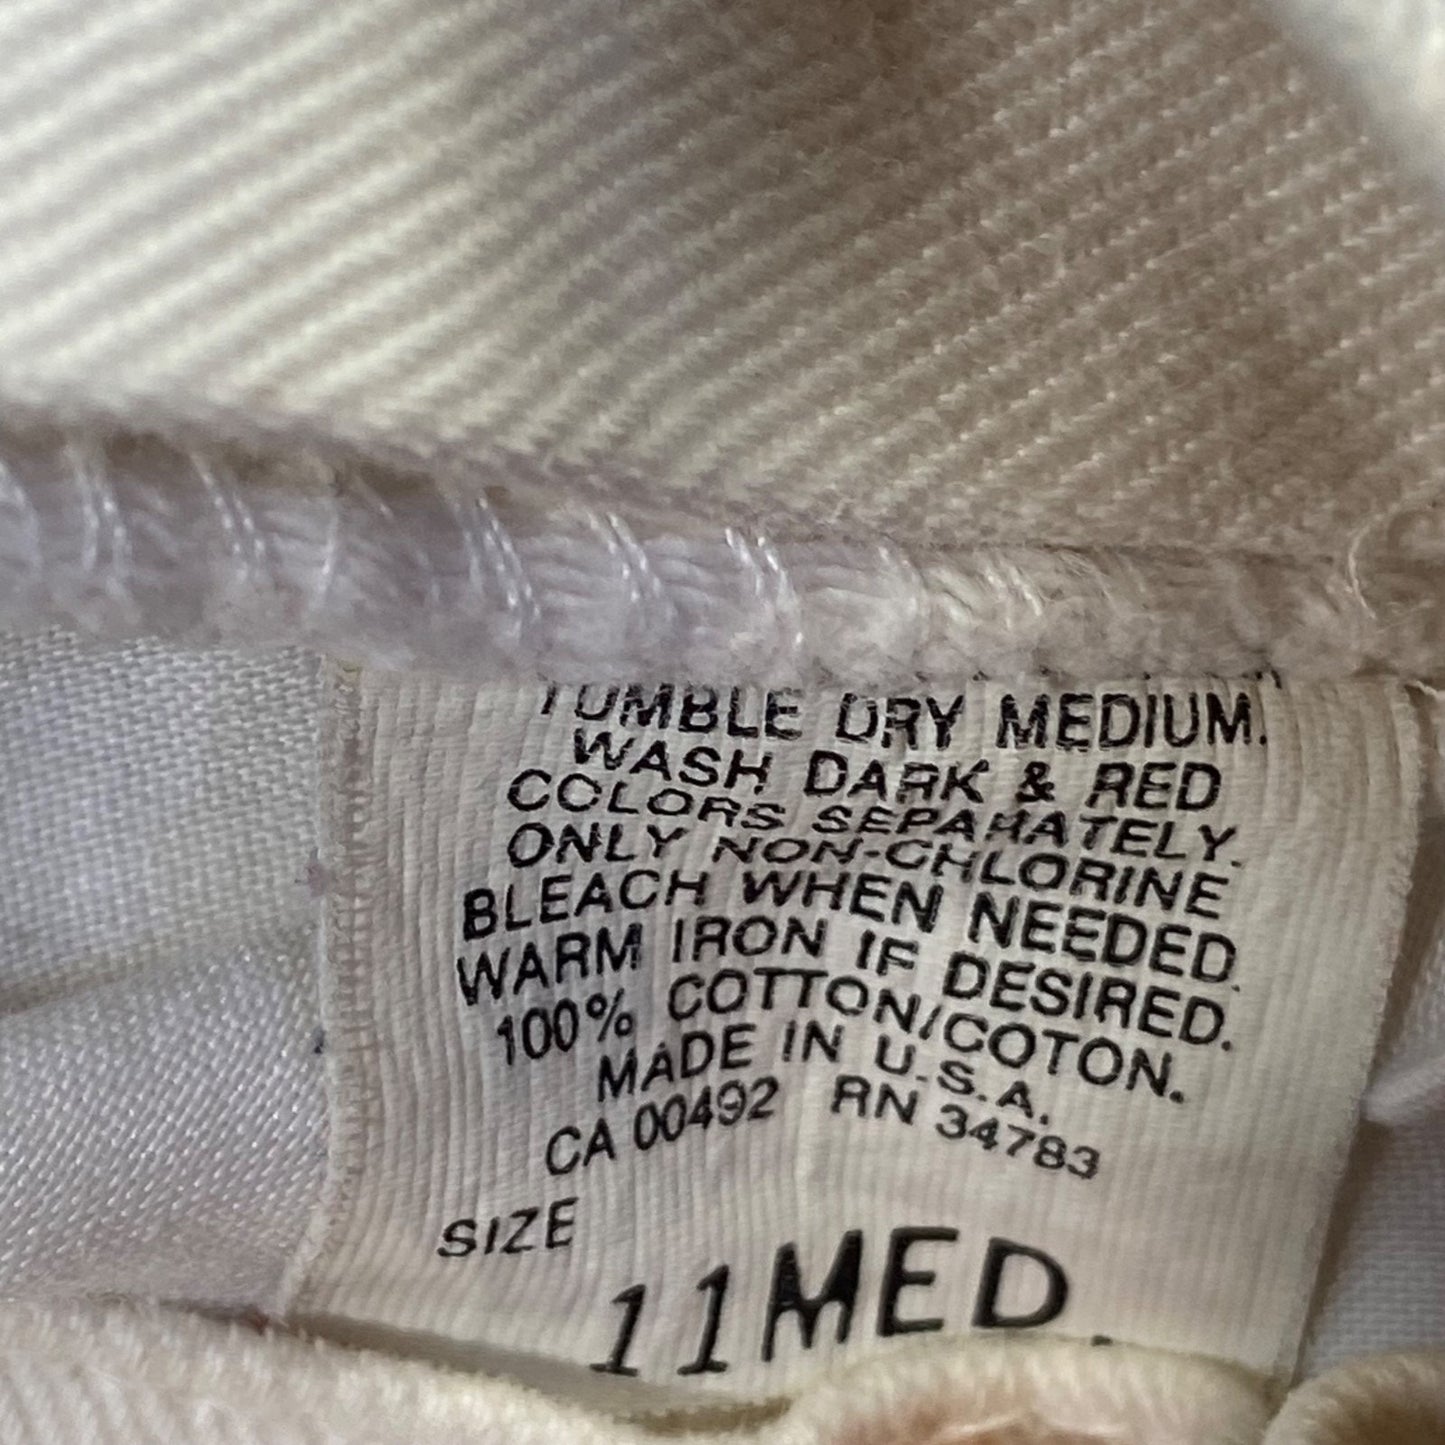 TUMBLE DRY MEDIUM.
WASH DARK & RED
COLORS SEPARATELY.
ONLY NON-CHLORINE
BLEACH WHEN NEEDED.
WARM IRON IF DESIRED.
100% COTTON/COTON.
MADE IN U.S.A.
CA 00492 RN 34783
SIZE
11MED.